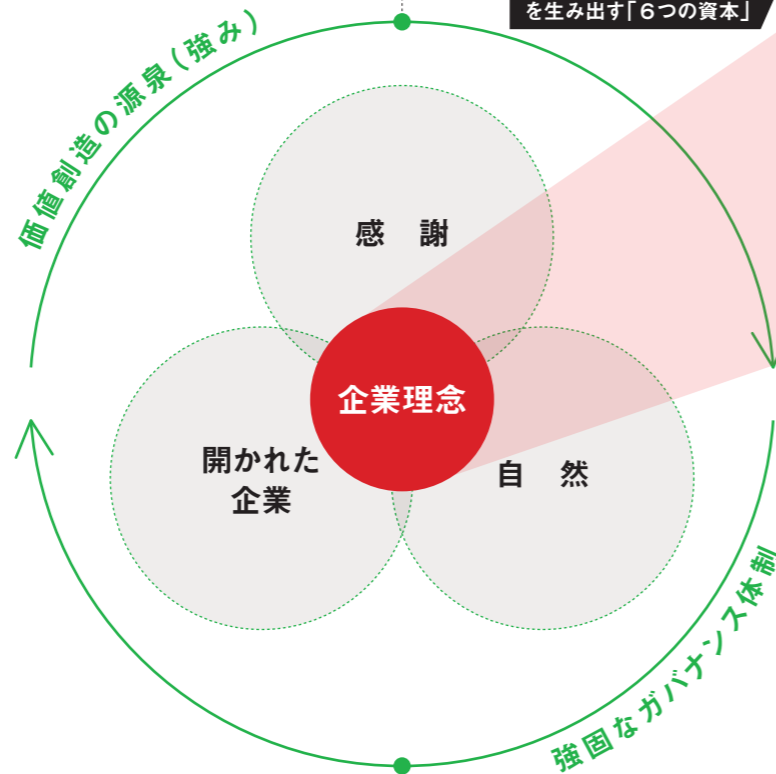 を生み出す「6つの資本」
価値創造の源泉(強み)
感　謝
企業理念
開かれた
企業
自　然
強固なガバナンス体制